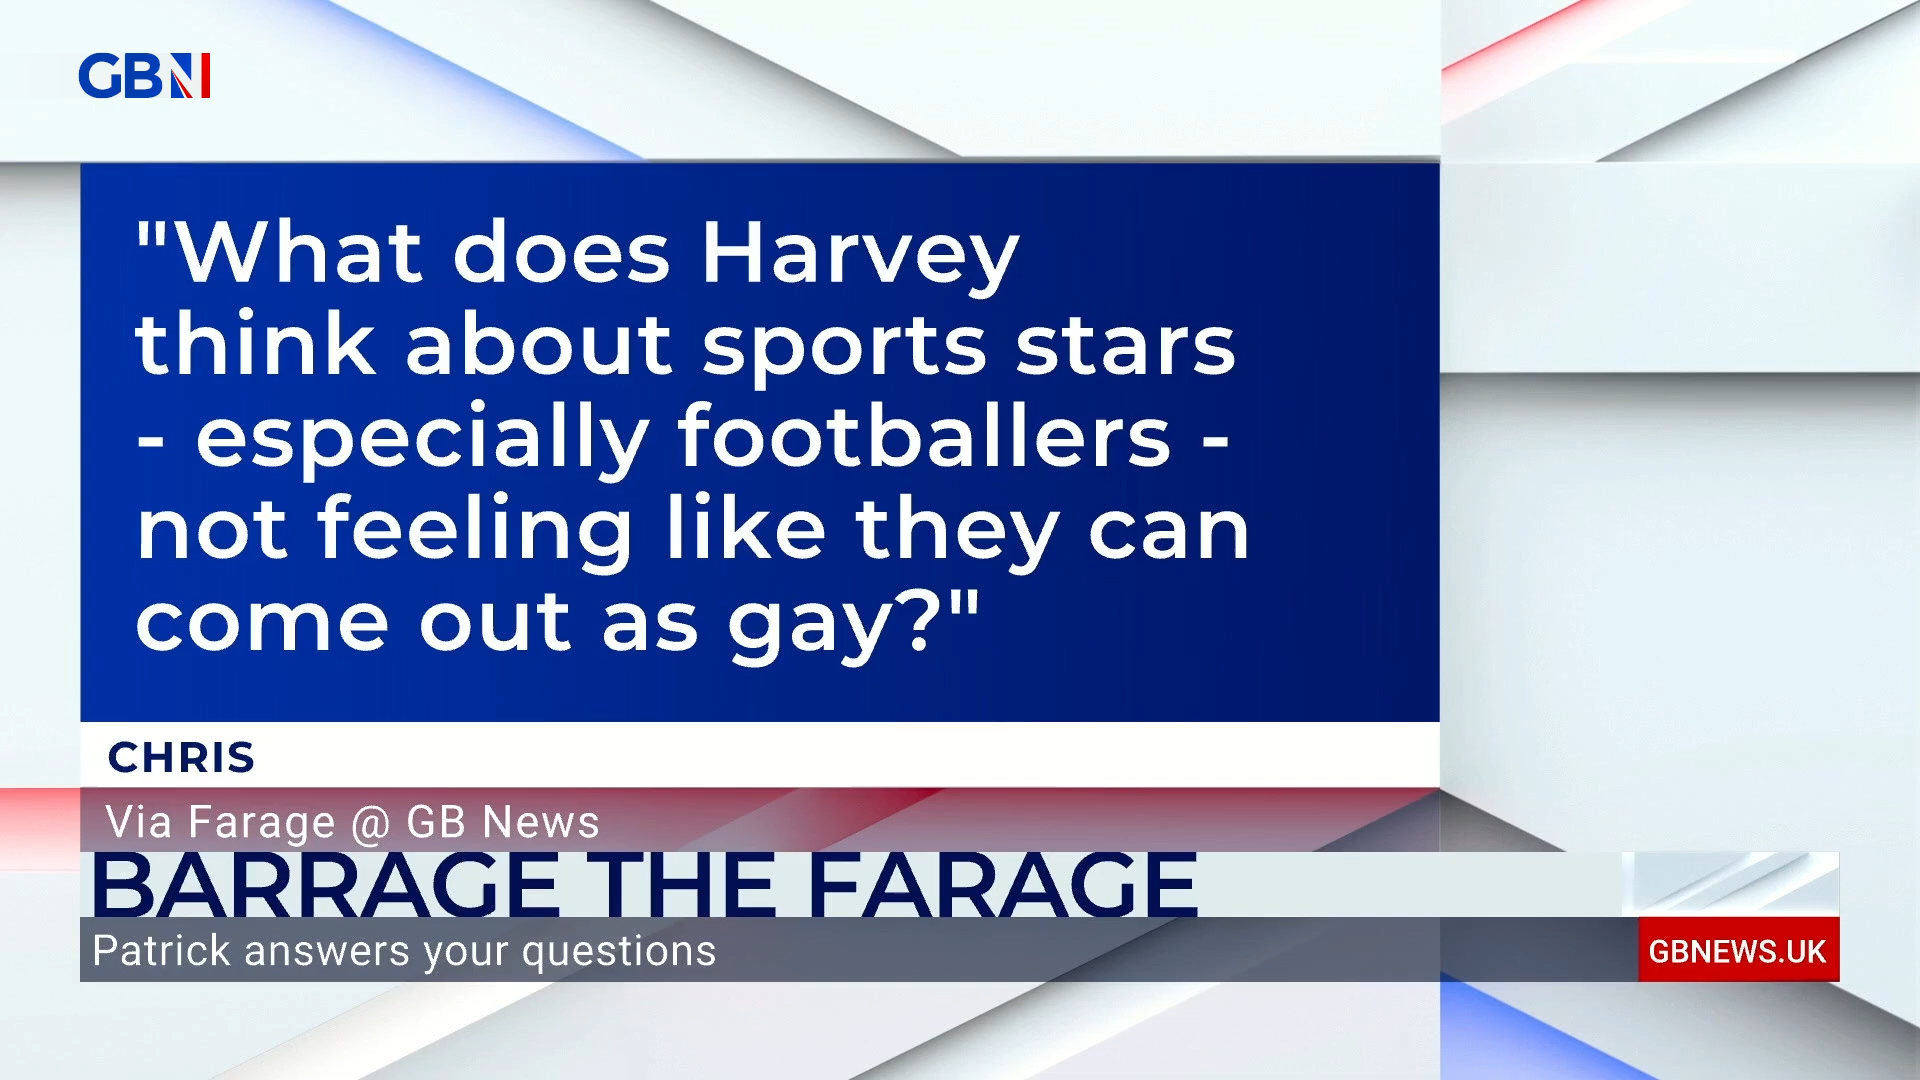 GBN
"What does Harvey
think about sports stars
- especially footballers -
not feeling like they can
come out as gay?"
CHRIS
Via Farage @ GB News
BARRAGE THE FARAGE
Patrick answers your questions
GBNEWS.UK